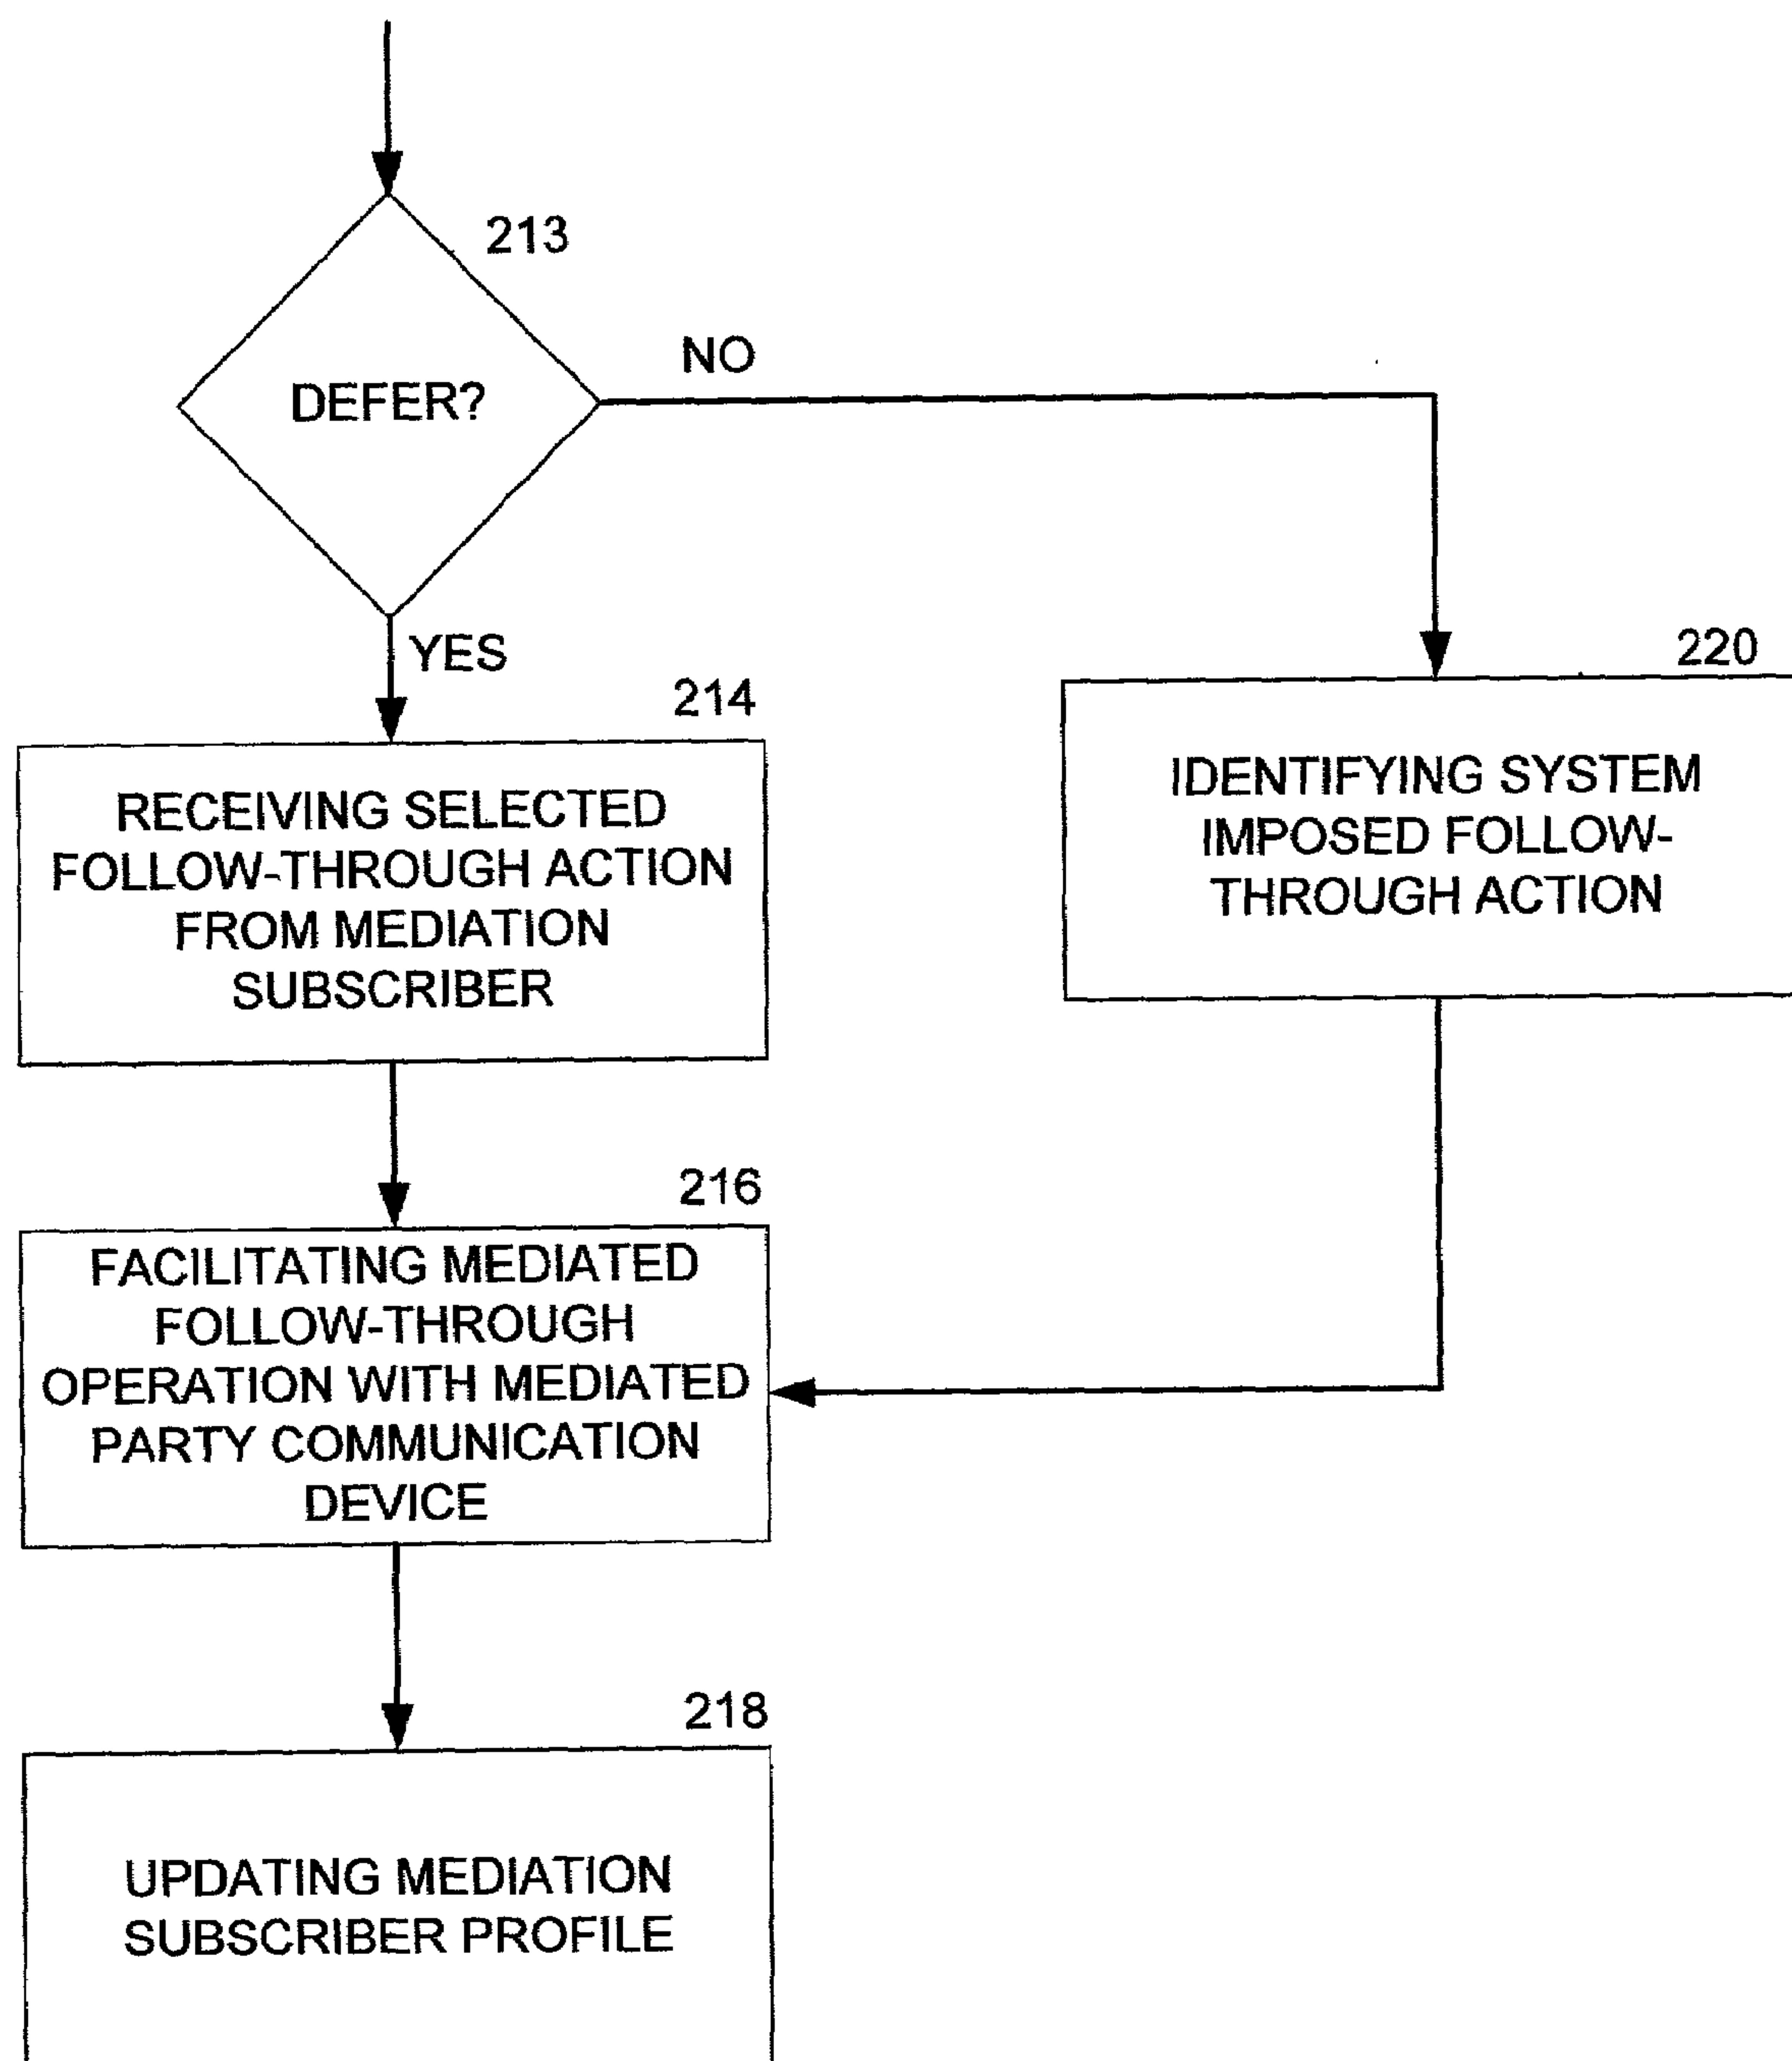 213
DEFER?
NO
YES
214
RECEIVING SELECTED
FOLLOW-THROUGH ACTION
FROM MEDIATION
SUBSCRIBER
220
IDENTIFYING SYSTEM
IMPOSED FOLLOW-
THROUGH ACTION
216
FACILITATING MEDIATED
FOLLOW-THROUGH
OPERATION WITH MEDIATED
PARTY COMMUNICATION
DEVICE
218
UPDATING MEDIATION
SUBSCRIBER PROFILE